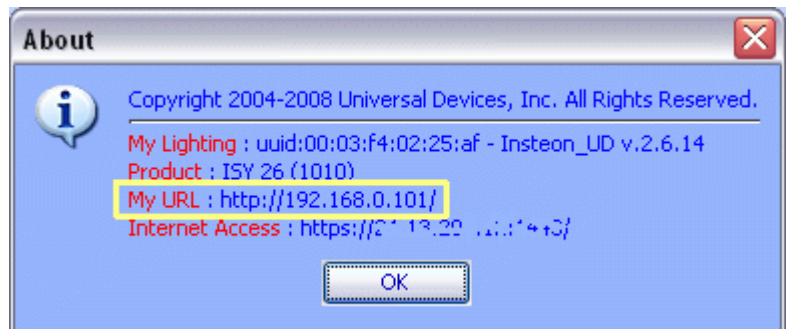 About
Copyright 2004-2008 Universal Devices, Inc. All Rights Reserved.
My Lighting : uuid:00:03:f4:02:25:af - Insteon_UD v.2.6.14
Product : ISY 26 (1010)
My URL : http://192.168.0.101/
Internet Access :
OK